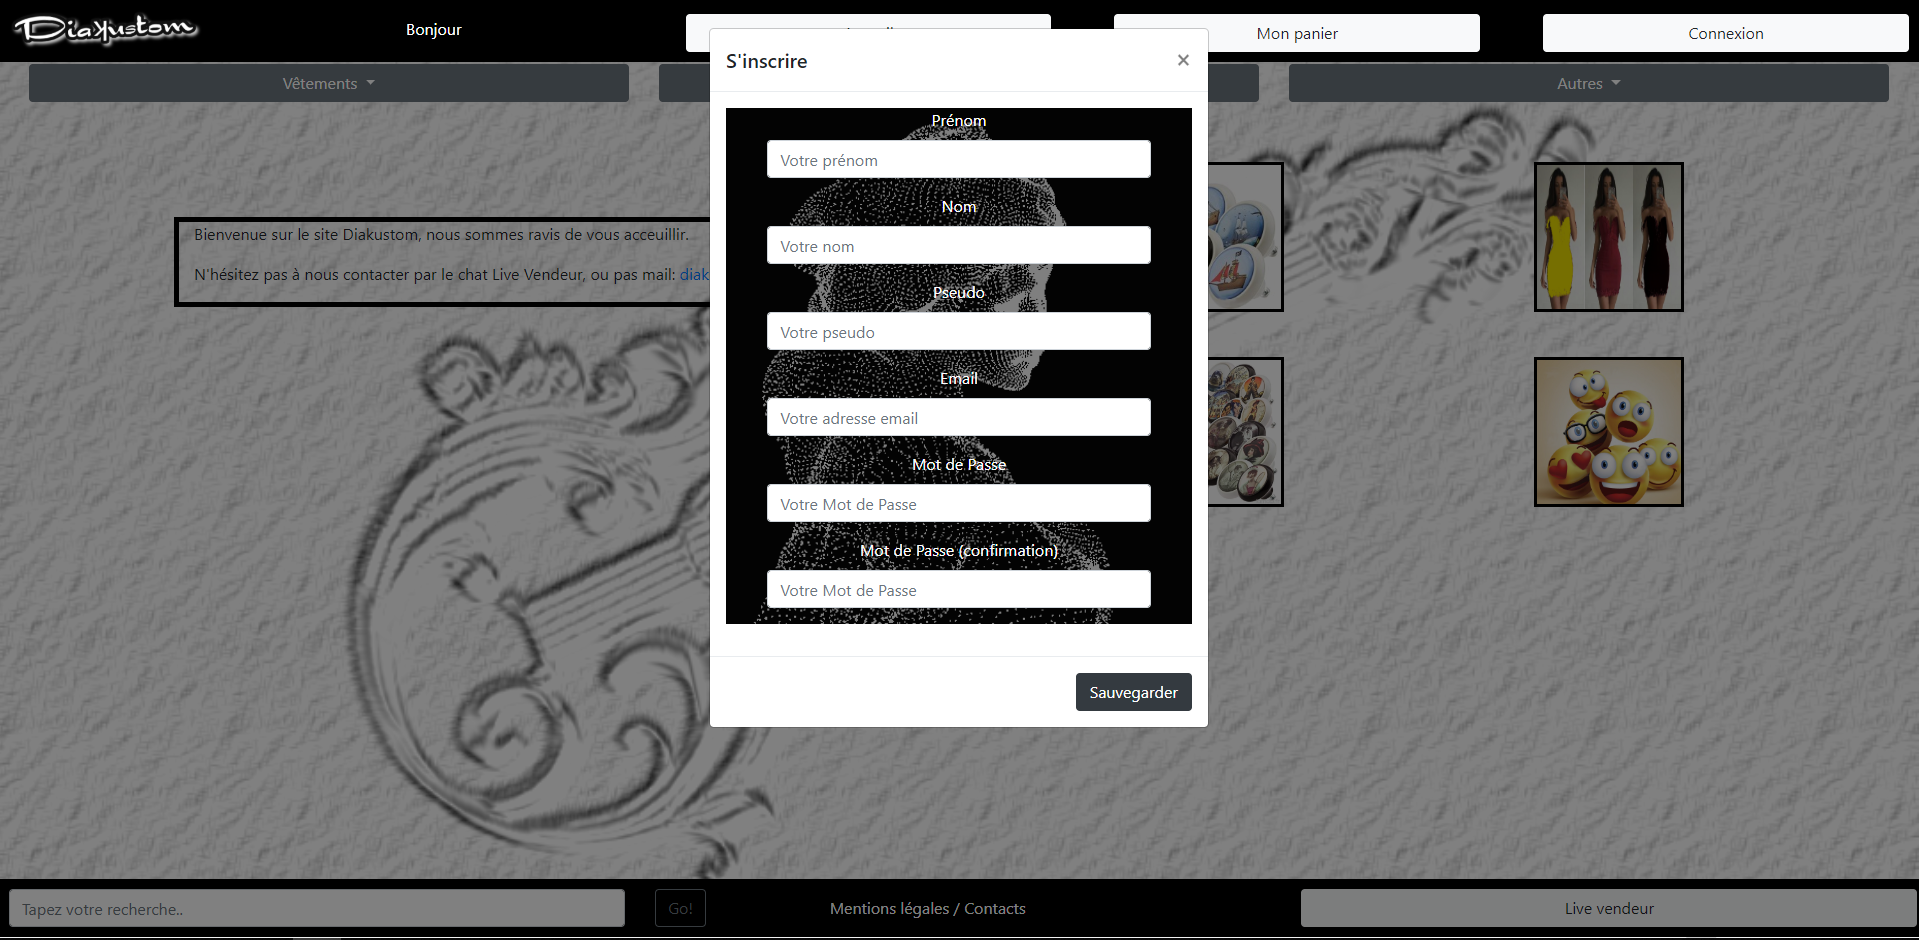 Diakustom
Bonjour
Mon panier
Connexion
Vêtements
Autres
S'inscrire
×
Prénom
Votre prénom
Nom
Votre nom
Pseudo
Votre pseudo
Email
Votre adresse email
Mot de Passe
Votre Mot de Passe
Mot de Passe (confirmation)
Votre Mot de Passe
Sauvegarder
Bienvenue sur le site Diakustom, nous sommes ravis de vous acceuillir.
N'hésitez pas à nous contacter par le chat Live Vendeur, ou pas mail: diak
Tapez votre recherche..
Go!
Mentions légales / Contacts
Live vendeur